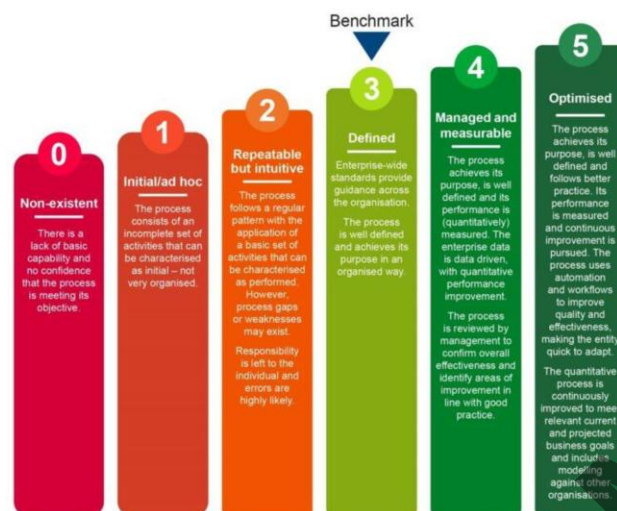 Benchmark
0
Non-existent
There is a
lack of basic
capability and
no confidence
that the process
is meeting its
objective.
1
Initial/ad hoc
The process
consists of an
incomplete set of
activities that can
be characterised
as initial – not
very organised.
2
Repeatable
but intuitive
The process
follows a regular
pattern with the
application of
a basic set of
activities that can
be characterised
as performed.
However,
process gaps
or weaknesses
may exist.
Responsibility
is left to the
individual and
errors are
highly likely.
3
Defined
Enterprise-wide
standards provide
guidance across
the organisation.
The process
is well defined
and achieves its
purpose in an
organised way.
4
Managed and
measurable
The process
achieves its
purpose, is well
defined and its
performance is
(quantitatively)
measured. The
enterprise data
is data driven,
with quantitative
performance
improvement.
The process
is reviewed by
management to
confirm overall
effectiveness and
identify areas of
improvement in
line with good
practice.
5
Optimised
The process
achieves its
purpose, is well
defined and
follows better
practice. Its
performance
is measured
and continuous
improvement is
pursued. The
process uses
automation
and workflows
to improve
quality and
effectiveness,
making the entity
quick to adapt.
The quantitative
process is
continuously
improved to meet
relevant current
and projected
business goals
and includes
modelling
against other
organisations.